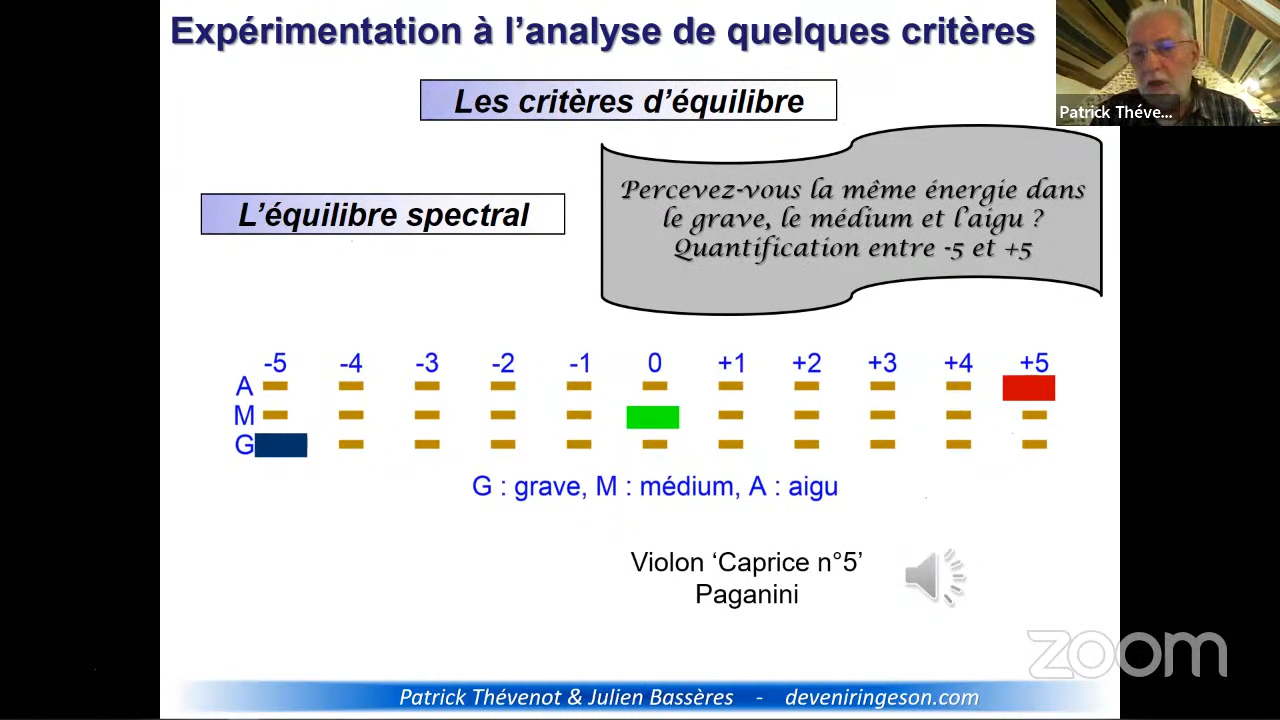 Expérimentation à l’analyse de quelques critères
Patrick Théve...
Les critères d’équilibre
L’équilibre spectral
Percevez-vous la même énergie dans
le grave, le médium et l’aigu ?
Quantification entre -5 et +5
-5 -4 -3 -2 -1 0 +1 +2 +3 +4 +5
A
M
G
G : grave, M : médium, A : aigu
Violon ‘Caprice n°5’
Paganini
zoom
Patrick Thévenot & Julien Bassères - deveniringeson.com